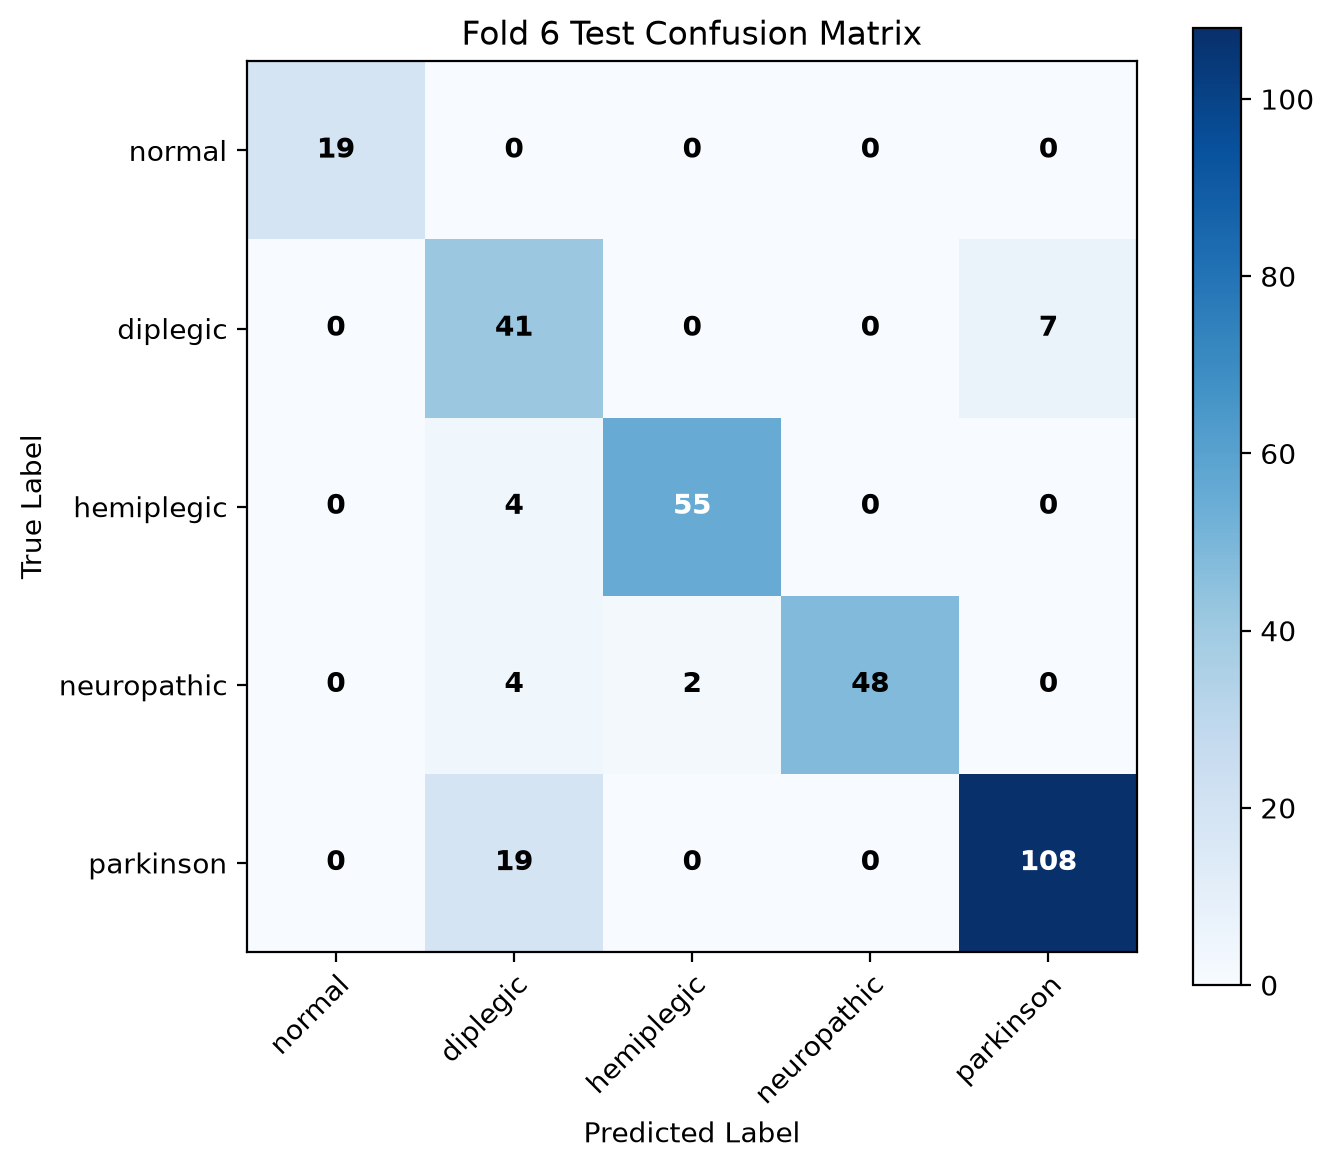 Fold 6 Test Confusion Matrix
True Label
normal 19 0 0 0 0
diplegic 0 41 0 0 7
hemiplegic 0 4 55 0 0
neuropathic 0 4 2 48 0
parkinson 0 19 0 0 108
normal diplegic hemiplegic neuropathic parkinson
Predicted Label
100
80
60
40
20
0